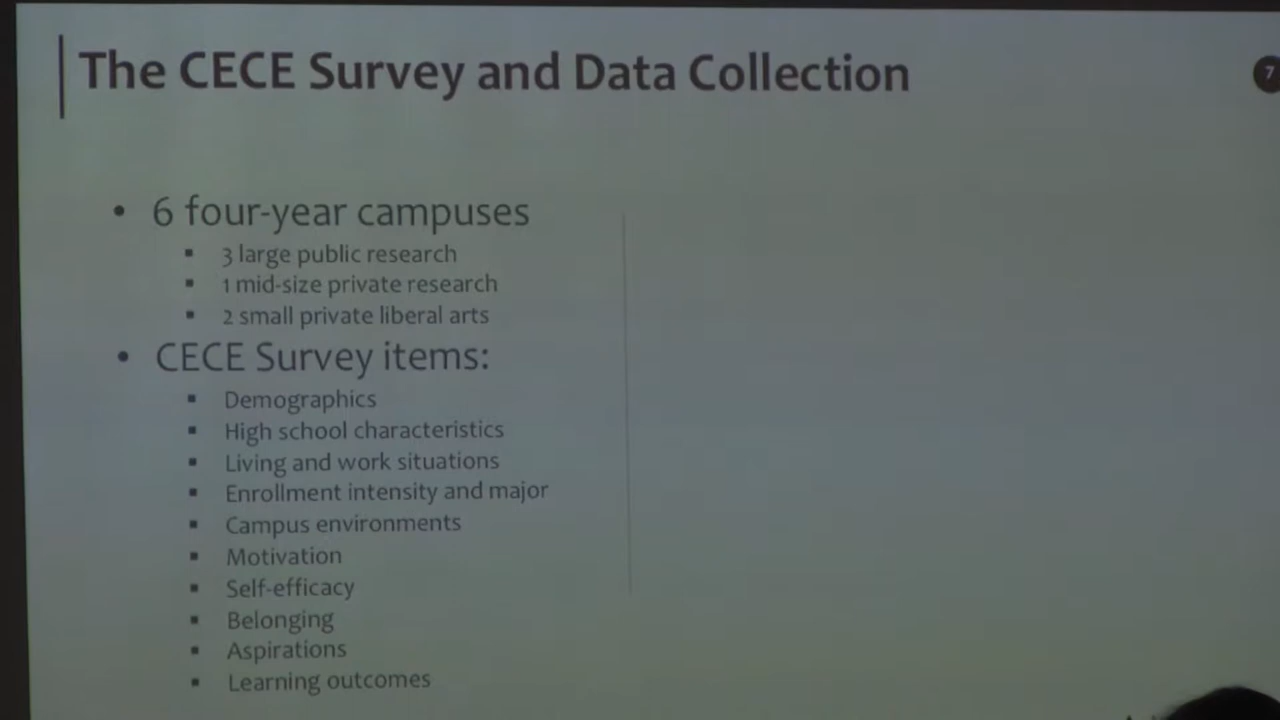 The CECE Survey and Data Collection
7
• 6 four-year campuses
▪ 3 large public research
▪ 1 mid-size private research
▪ 2 small private liberal arts
• CECE Survey items:
▪ Demographics
▪ High school characteristics
▪ Living and work situations
▪ Enrollment intensity and major
▪ Campus environments
▪ Motivation
▪ Self-efficacy
▪ Belonging
▪ Aspirations
▪ Learning outcomes